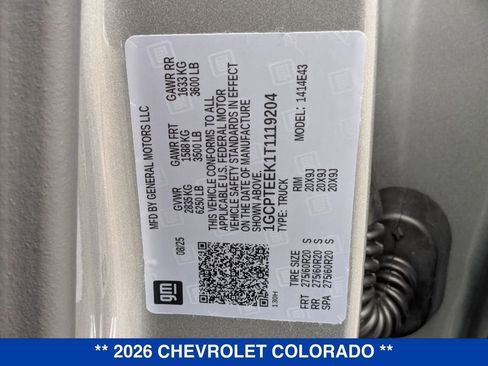 MFD BY GENERAL MOTORS LLC
08/25
GVWR
2835 KG
6250 LB
GAWR FRT
1588 KG
3500 LB
GAWR RR
1633 KG
3600 LB
THIS VEHICLE CONFORMS TO ALL
APPLICABLE U.S. FEDERAL MOTOR
VEHICLE SAFETY STANDARDS IN EFFECT
ON THE DATE OF MANUFACTURE
SHOWN ABOVE.
1GCPTEEK1T1119204
TYPE: TRUCK
MODEL: 1414E43
TIRE SIZE RIM
FRT 275/60R20 S 20X9J
RR 275/60R20 S 20X9J
SPA 275/60R20 S 20X9J
gm
130H
** 2026 CHEVROLET COLORADO **